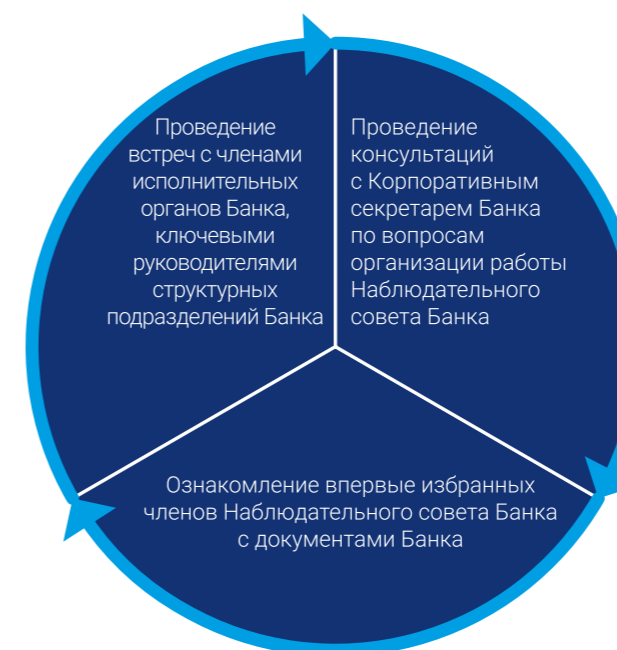 Проведение
встреч с членами
исполнительных
органов Банка,
ключевыми
руководителями
структурных
подразделений Банка
Проведение
консультаций
с Корпоративным
секретарем Банка
по вопросам
организации работы
Наблюдательного
совета Банка
Ознакомление впервые избранных
членов Наблюдательного совета Банка
с документами Банка